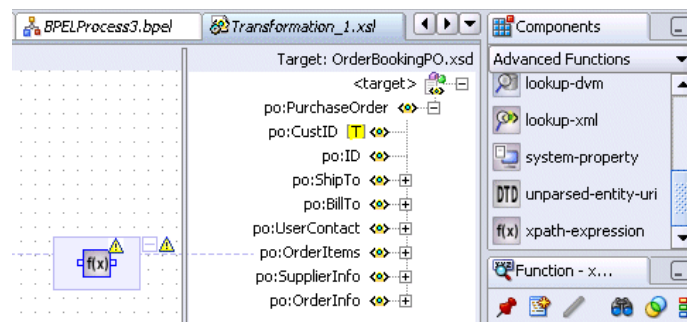 BPELProcess3.bpel
Transformation_1.xsl
Components
Target: OrderBookingPO.xsd
Advanced Functions
<target>
lookup-dvm
po:PurchaseOrder
po:CustID T
lookup-xml
po:ID
system-property
po:ShipTo
DTD unparsed-entity-uri
po:BillTo
po:UserContact
f(x) xpath-expression
f(x)
po:OrderItems
po:SupplierInfo
Function - x...
po:OrderInfo